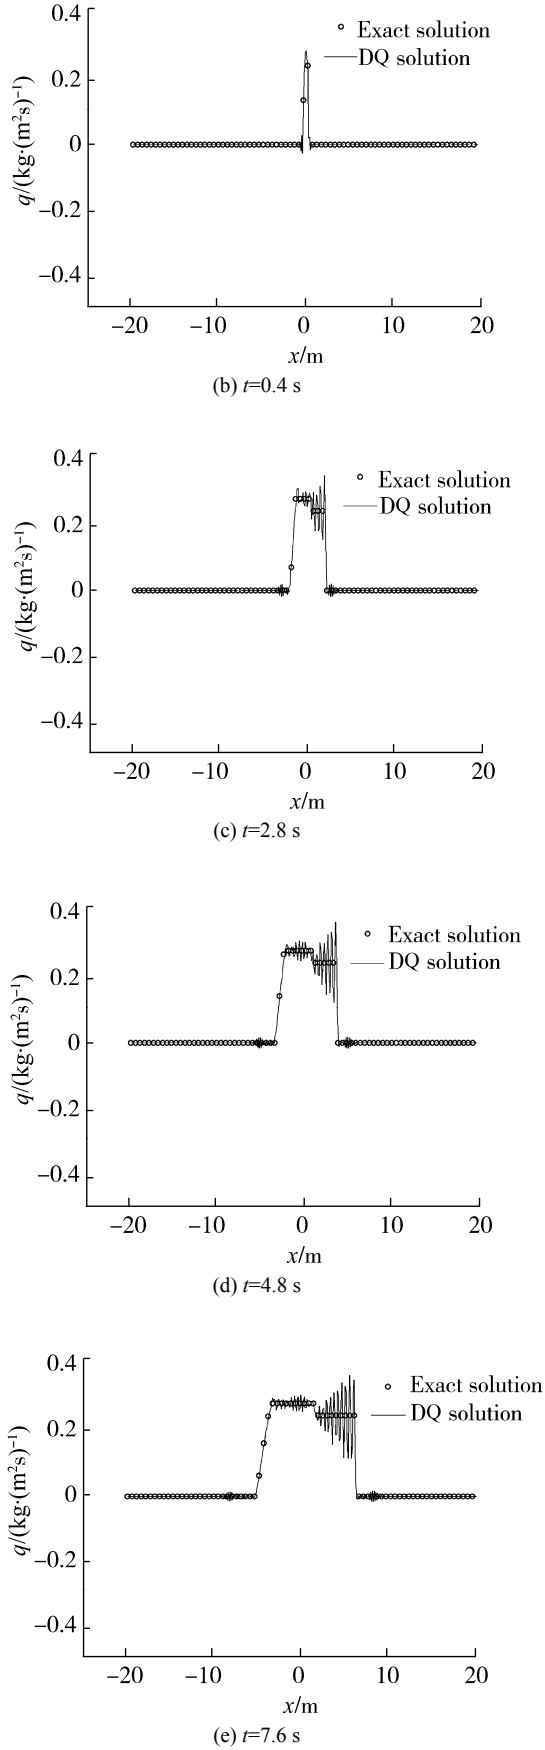 0.4
Exact solution
DQ solution
0.2
0
−0.2
−0.4
q/(kg·(m²s)⁻¹)
−20 −10 0 10 20
x/m
(b) t=0.4 s
0.4
Exact solution
DQ solution
0.2
0
−0.2
−0.4
q/(kg·(m²s)⁻¹)
−20 −10 0 10 20
x/m
(c) t=2.8 s
0.4
Exact solution
DQ solution
0.2
0
−0.2
−0.4
q/(kg·(m²s)⁻¹)
−20 −10 0 10 20
x/m
(d) t=4.8 s
0.4
Exact solution
DQ solution
0.2
0
−0.2
−0.4
q/(kg·(m²s)⁻¹)
−20 −10 0 10 20
x/m
(e) t=7.6 s